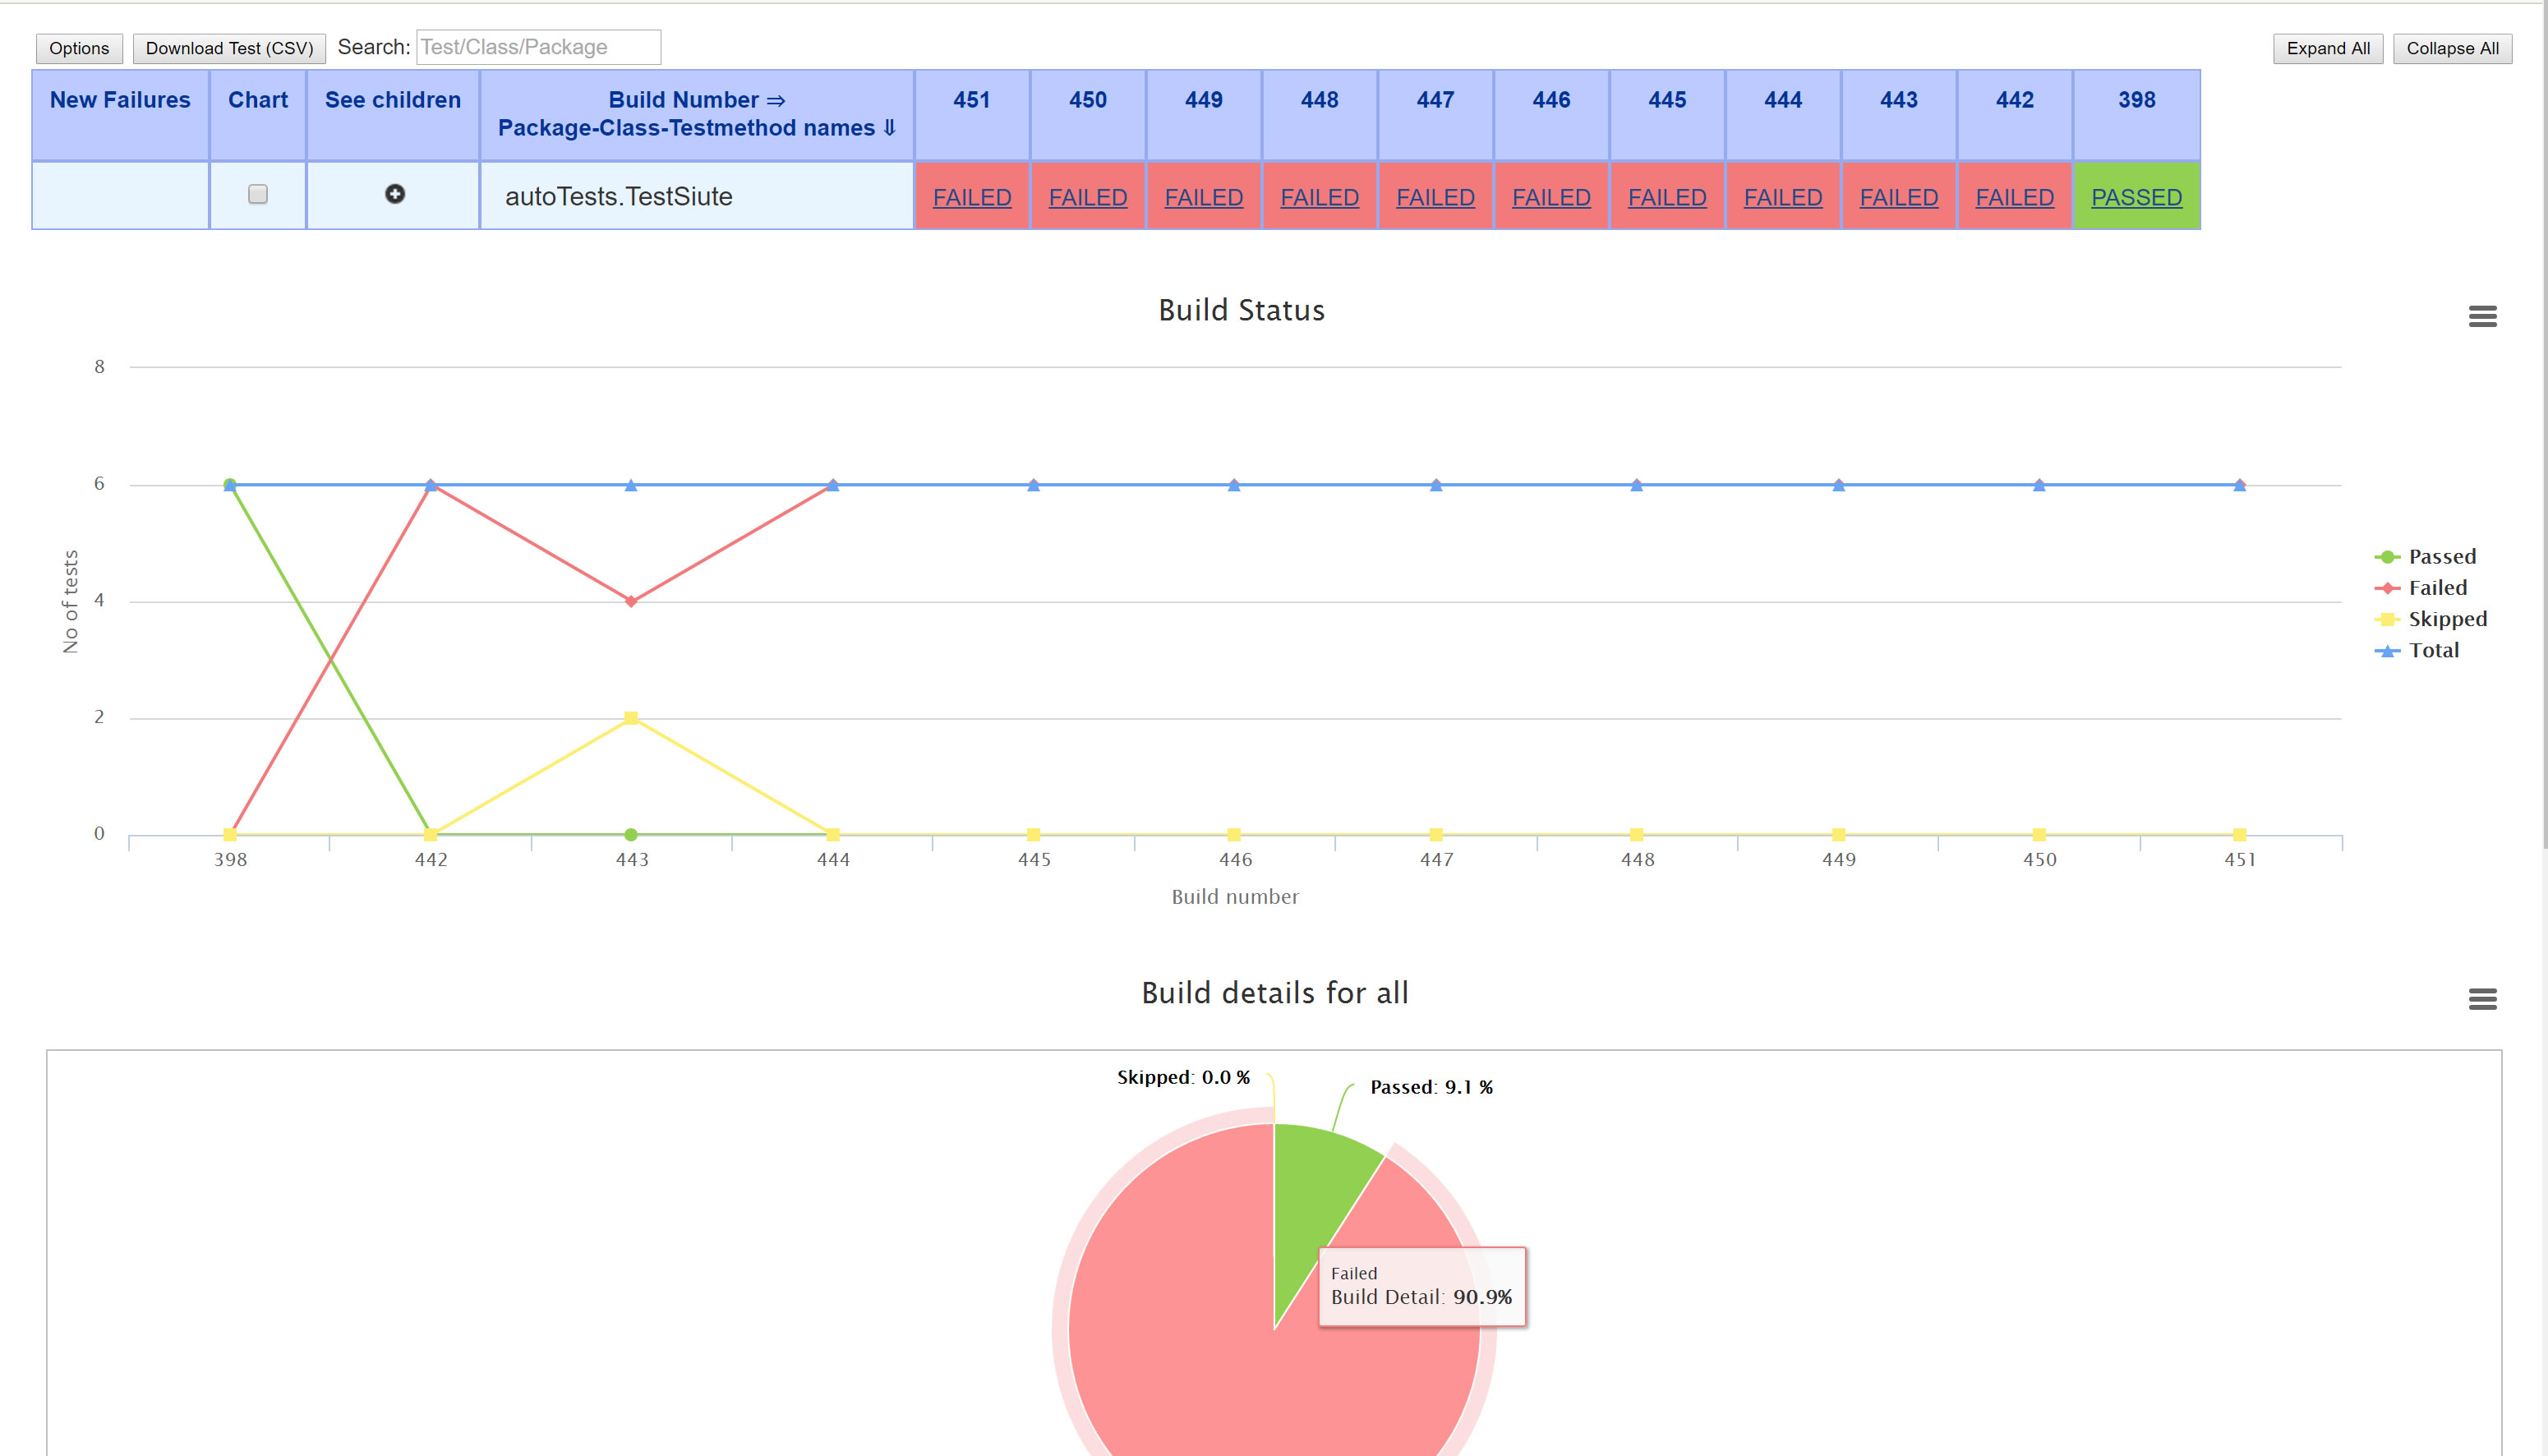 Options Download Test (CSV) Search: Test/Class/Package Expand All Collapse All
New Failures Chart See children Build Number ⇒ 451 450 449 448 447 446 445 444 443 442 398
Package-Class-Testmethod names ⇓
autoTests.TestSiute FAILED FAILED FAILED FAILED FAILED FAILED FAILED FAILED FAILED FAILED PASSED
Build Status
8
6
4
2
0
No of tests
398 442 443 444 445 446 447 448 449 450 451
Build number
Passed
Failed
Skipped
Total
Build details for all
Skipped: 0.0 %
Passed: 9.1 %
Failed
Build Detail: 90.9%